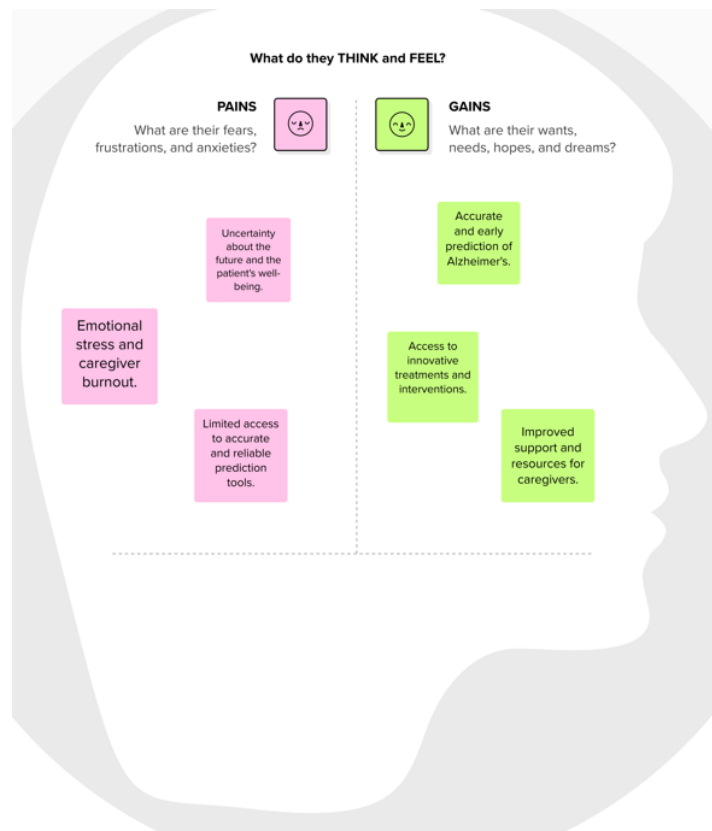 What do they THINK and FEEL?
PAINS
What are their fears,
frustrations, and anxieties?
GAINS
What are their wants,
needs, hopes, and dreams?
Uncertainty
about the
future and the
patient's well-
being.
Emotional
stress and
caregiver
burnout.
Limited access
to accurate
and reliable
prediction
tools.
Accurate
and early
prediction of
Alzheimer's.
Access to
innovative
treatments and
interventions.
Improved
support and
resources for
caregivers.